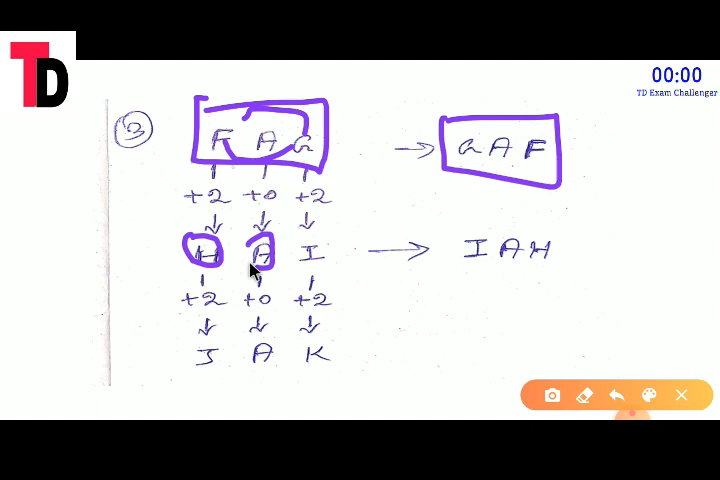 TD
00:00
TD Exam Challenger
3
F A G → G A F
+2 +0 +2
H A I → I A H
+2 +0 +2
J A K